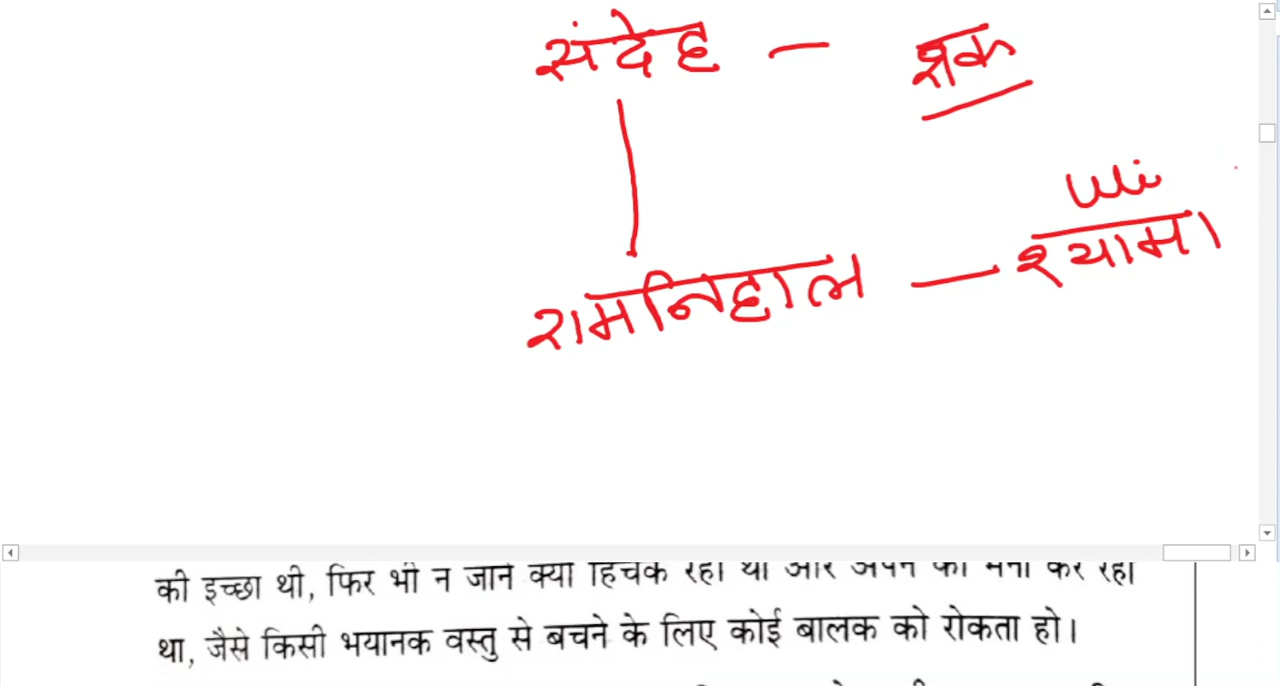 संदेह — शक
रामनिहाल — श्यामा
की इच्छा थी, फिर भी न जाने क्यों हिचक रहा था और अपने को मना कर रहा
था, जैसे किसी भयानक वस्तु से बचने के लिए कोई बालक को रोकता हो।